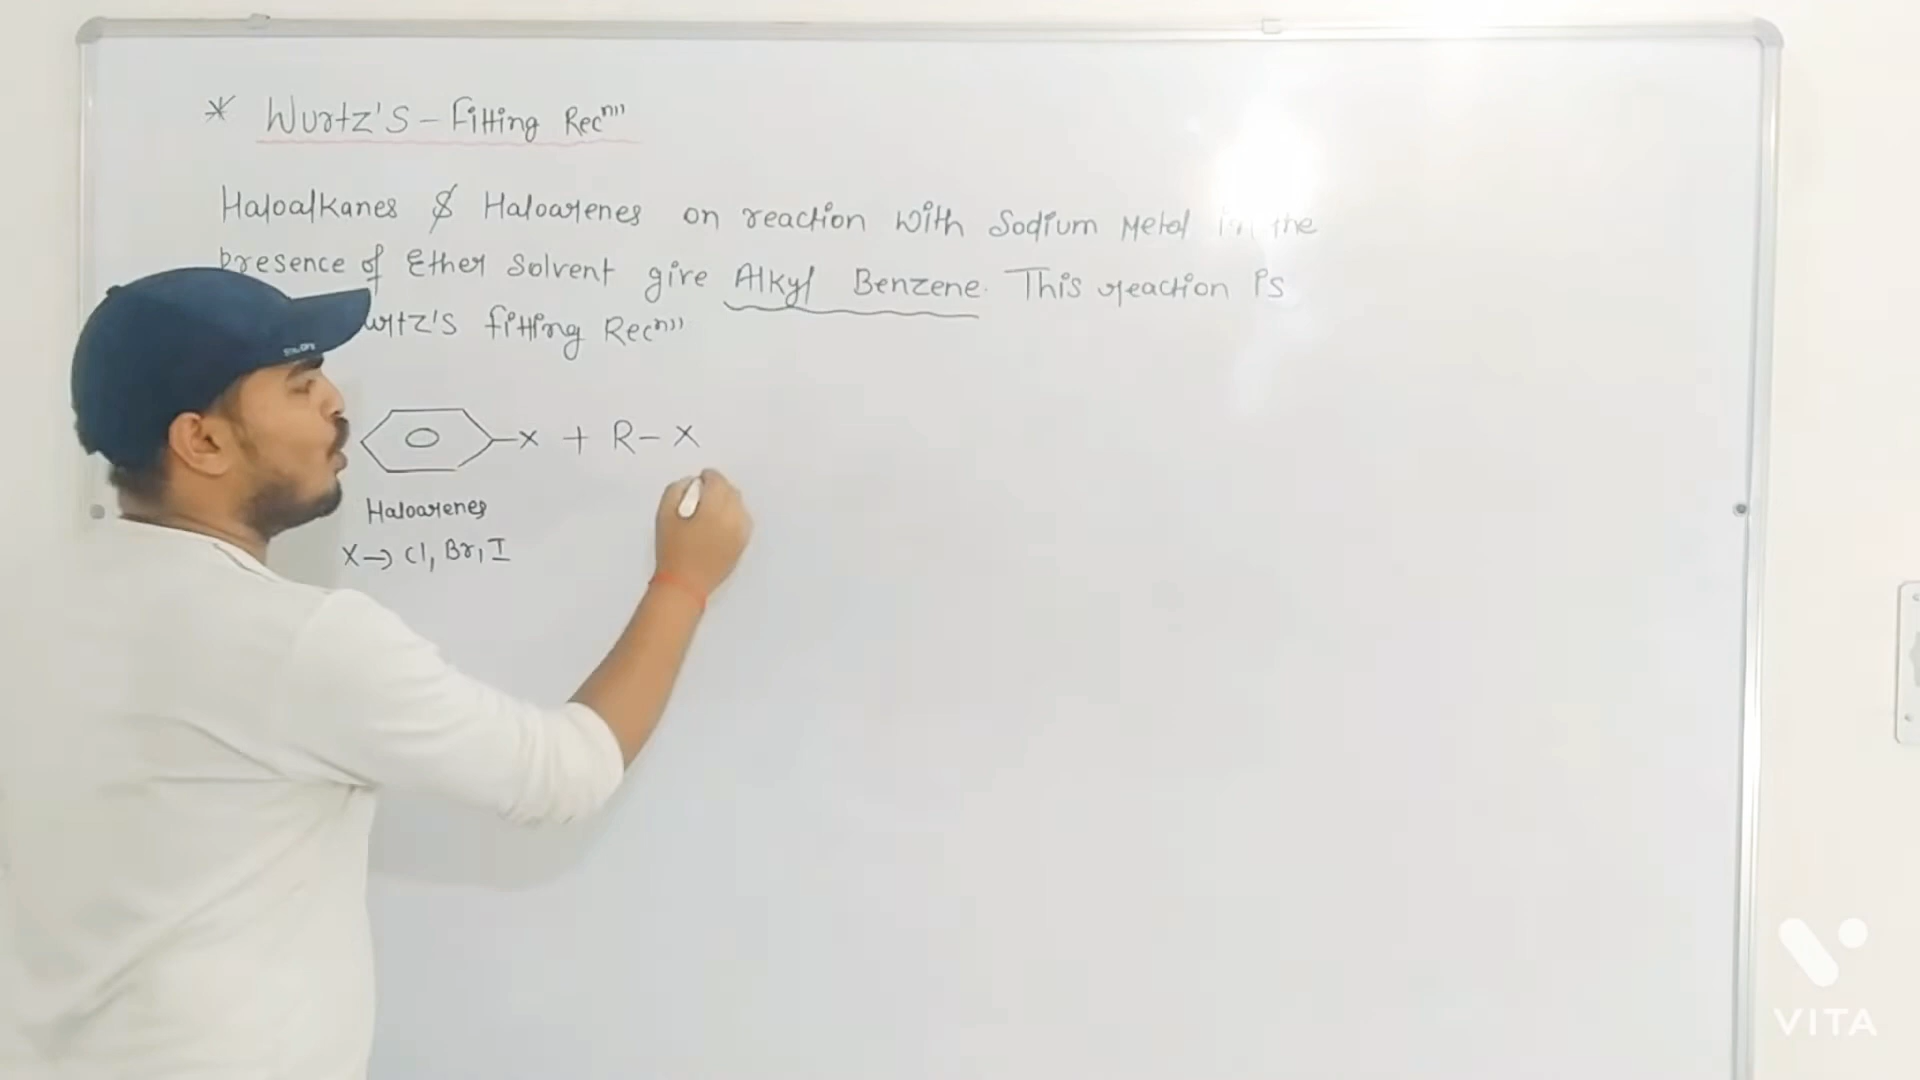 * Wurtz's - Fitting Recⁿ"
Haloalkanes & Haloarenes on reaction with Sodium Metal in the
presence of Ether Solvent give Alkyl Benzene. This reaction is
urtz's fitting Recⁿ"
X + R - X
Haloarenes
X → Cl, Br, I
VITA